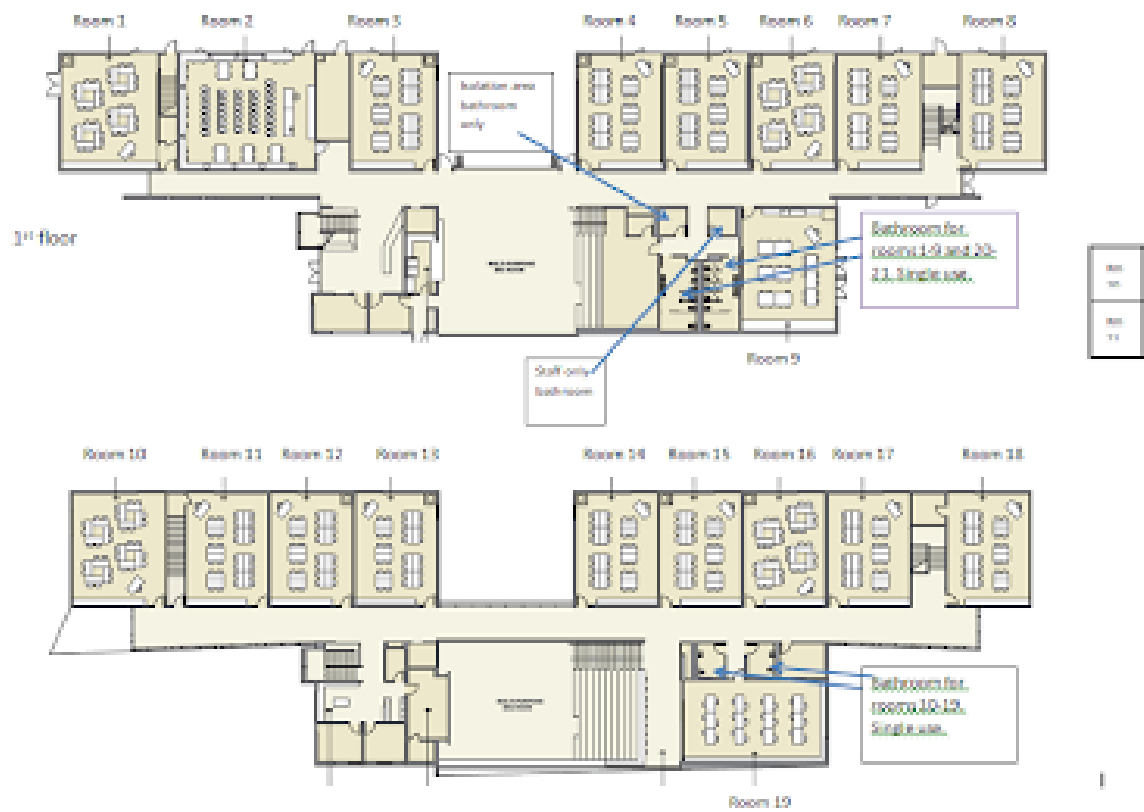 Room 1
Room 2
Room 3
Room 4
Room 5
Room 6
Room 7
Room 8
Isolation area
bathroom
only
1st floor
Bathroom for
rooms 1-9 and 20-
21. Single use.
Staff only
bathroom
Room 9
Room 10
Room 11
Room 12
Room 13
Room 14
Room 15
Room 16
Room 17
Room 18
Bathroom for
rooms 10-19.
Single use.
Room 19